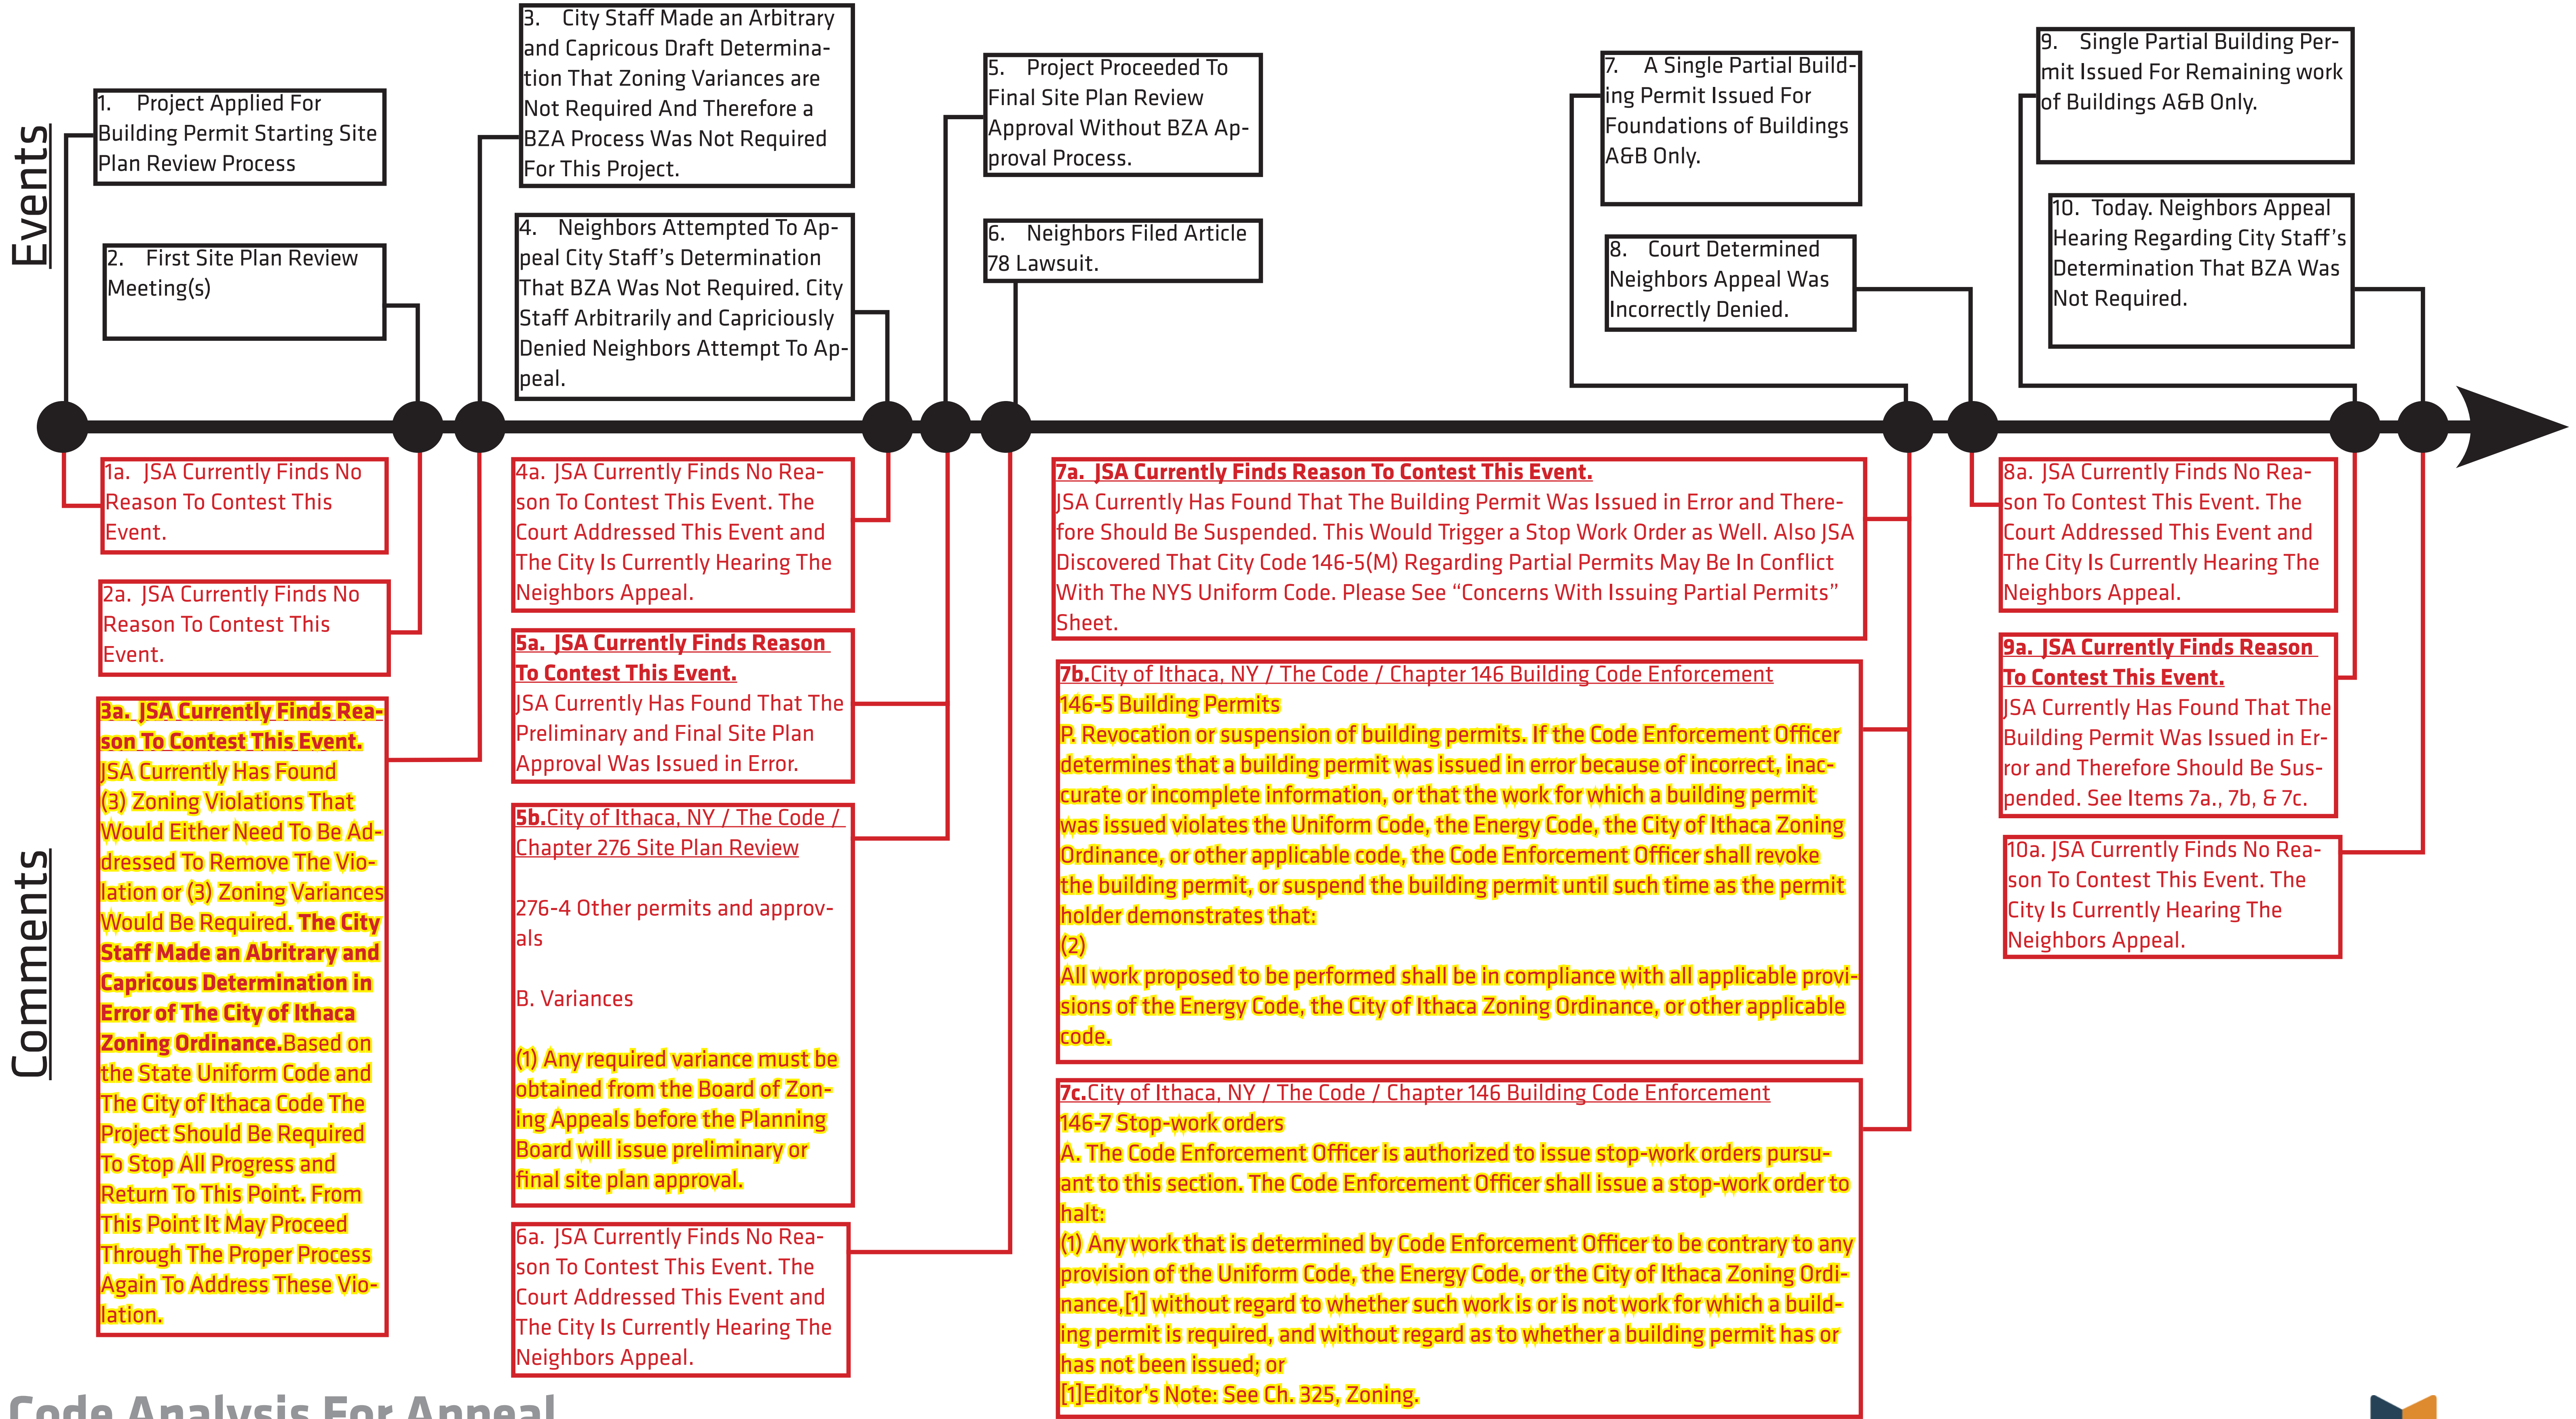 Events
1. Project Applied For
Building Permit Starting Site
Plan Review Process
2. First Site Plan Review
Meeting(s)
3. City Staff Made an Arbitrary
and Capricous Draft Determina-
tion That Zoning Variances are
Not Required And Therefore a
BZA Process Was Not Required
For This Project.
4. Neighbors Attempted To Ap-
peal City Staff's Determination
That BZA Was Not Required. City
Staff Arbitrarily and Capriciously
Denied Neighbors Attempt To Ap-
peal.
5. Project Proceeded To
Final Site Plan Review
Approval Without BZA Ap-
proval Process.
6. Neighbors Filed Article
78 Lawsuit.
7. A Single Partial Build-
ing Permit Issued For
Foundations of Buildings
A&B Only.
8. Court Determined
Neighbors Appeal Was
Incorrectly Denied.
9. Single Partial Building Per-
mit Issued For Remaining work
of Buildings A&B Only.
10. Today. Neighbors Appeal
Hearing Regarding City Staff's
Determination That BZA Was
Not Required.
Comments
1a. JSA Currently Finds No
Reason To Contest This
Event.
2a. JSA Currently Finds No
Reason To Contest This
Event.
3a. JSA Currently Finds Rea-
son To Contest This Event.
JSA Currently Has Found
(3) Zoning Violations That
Would Either Need To Be Ad-
dressed To Remove The Vio-
lation or (3) Zoning Variances
Would Be Required. The City
Staff Made an Abritrary and
Capricous Determination in
Error of The City of Ithaca
Zoning Ordinance.Based on
the State Uniform Code and
The City of Ithaca Code The
Project Should Be Required
To Stop All Progress and
Return To This Point. From
This Point It May Proceed
Through The Proper Process
Again To Address These Vio-
lation.
4a. JSA Currently Finds No Rea-
son To Contest This Event. The
Court Addressed This Event and
The City Is Currently Hearing The
Neighbors Appeal.
5a. JSA Currently Finds Reason
To Contest This Event.
JSA Currently Has Found That The
Preliminary and Final Site Plan
Approval Was Issued in Error.
5b.City of Ithaca, NY / The Code /
Chapter 276 Site Plan Review
276-4 Other permits and approv-
als
B. Variances
(1) Any required variance must be
obtained from the Board of Zon-
ing Appeals before the Planning
Board will issue preliminary or
final site plan approval.
6a. JSA Currently Finds No Rea-
son To Contest This Event. The
Court Addressed This Event and
The City Is Currently Hearing The
Neighbors Appeal.
7a. JSA Currently Finds Reason To Contest This Event.
JSA Currently Has Found That The Building Permit Was Issued in Error and There-
fore Should Be Suspended. This Would Trigger a Stop Work Order as Well. Also JSA
Discovered That City Code 146-5(M) Regarding Partial Permits May Be In Conflict
With The NYS Uniform Code. Please See “Concerns With Issuing Partial Permits”
Sheet.
7b.City of Ithaca, NY / The Code / Chapter 146 Building Code Enforcement
146-5 Building Permits
P. Revocation or suspension of building permits. If the Code Enforcement Officer
determines that a building permit was issued in error because of incorrect, inac-
curate or incomplete information, or that the work for which a building permit
was issued violates the Uniform Code, the Energy Code, the City of Ithaca Zoning
Ordinance, or other applicable code, the Code Enforcement Officer shall revoke
the building permit, or suspend the building permit until such time as the permit
holder demonstrates that:
(2)
All work proposed to be performed shall be in compliance with all applicable provi-
sions of the Energy Code, the City of Ithaca Zoning Ordinance, or other applicable
code.
7c.City of Ithaca, NY / The Code / Chapter 146 Building Code Enforcement
146-7 Stop-work orders
A. The Code Enforcement Officer is authorized to issue stop-work orders pursu-
ant to this section. The Code Enforcement Officer shall issue a stop-work order to
halt:
(1) Any work that is determined by Code Enforcement Officer to be contrary to any
provision of the Uniform Code, the Energy Code, or the City of Ithaca Zoning Ordi-
nance,[1] without regard to whether such work is or is not work for which a build-
ing permit is required, and without regard as to whether a building permit has or
has not been issued; or
[1]Editor's Note: See Ch. 325, Zoning.
8a. JSA Currently Finds No Rea-
son To Contest This Event. The
Court Addressed This Event and
The City Is Currently Hearing The
Neighbors Appeal.
9a. JSA Currently Finds Reason
To Contest This Event.
JSA Currently Has Found That The
Building Permit Was Issued in Er-
ror and Therefore Should Be Sus-
pended. See Items 7a., 7b, & 7c.
10a. JSA Currently Finds No Rea-
son To Contest This Event. The
City Is Currently Hearing The
Neighbors Appeal.
Code Analysis For Appeal